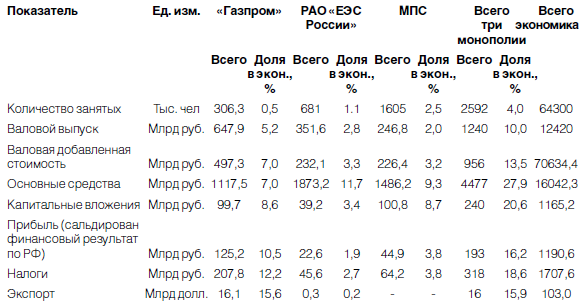 Показатель Ед. изм. «Газпром» РАО «ЕЭС МПС Всего Всего
России» три экономика
монополии
Всего Доля Всего Доля Всего Доля Всего Доля
в экон., в экон., в экон., в экон.,
% % % %
Количество занятых Тыс. чел 306,3 0,5 681 1.1 1605 2,5 2592 4,0 64300
Валовой выпуск Млрд руб. 647,9 5,2 351,6 2,8 246,8 2,0 1240 10,0 12420
Валовая добавленная
стоимость Млрд руб. 497,3 7,0 232,1 3,3 226,4 3,2 956 13,5 70634,4
Основные средства Млрд руб. 1117,5 7,0 1873,2 11,7 1486,2 9,3 4477 27,9 16042,3
Капитальные вложения Млрд руб. 99,7 8,6 39,2 3,4 100,8 8,7 240 20,6 1165,2
Прибыль (сальдирован
финансовый результат
по РФ) Млрд руб. 125,2 10,5 22,6 1,9 44,9 3,8 193 16,2 1190,6
Налоги Млрд руб. 207,8 12,2 45,6 2,7 64,2 3,8 318 18,6 1707,6
Экспорт Млрд долл. 16,1 15,6 0,3 0,2 - - 16 15,9 103,0